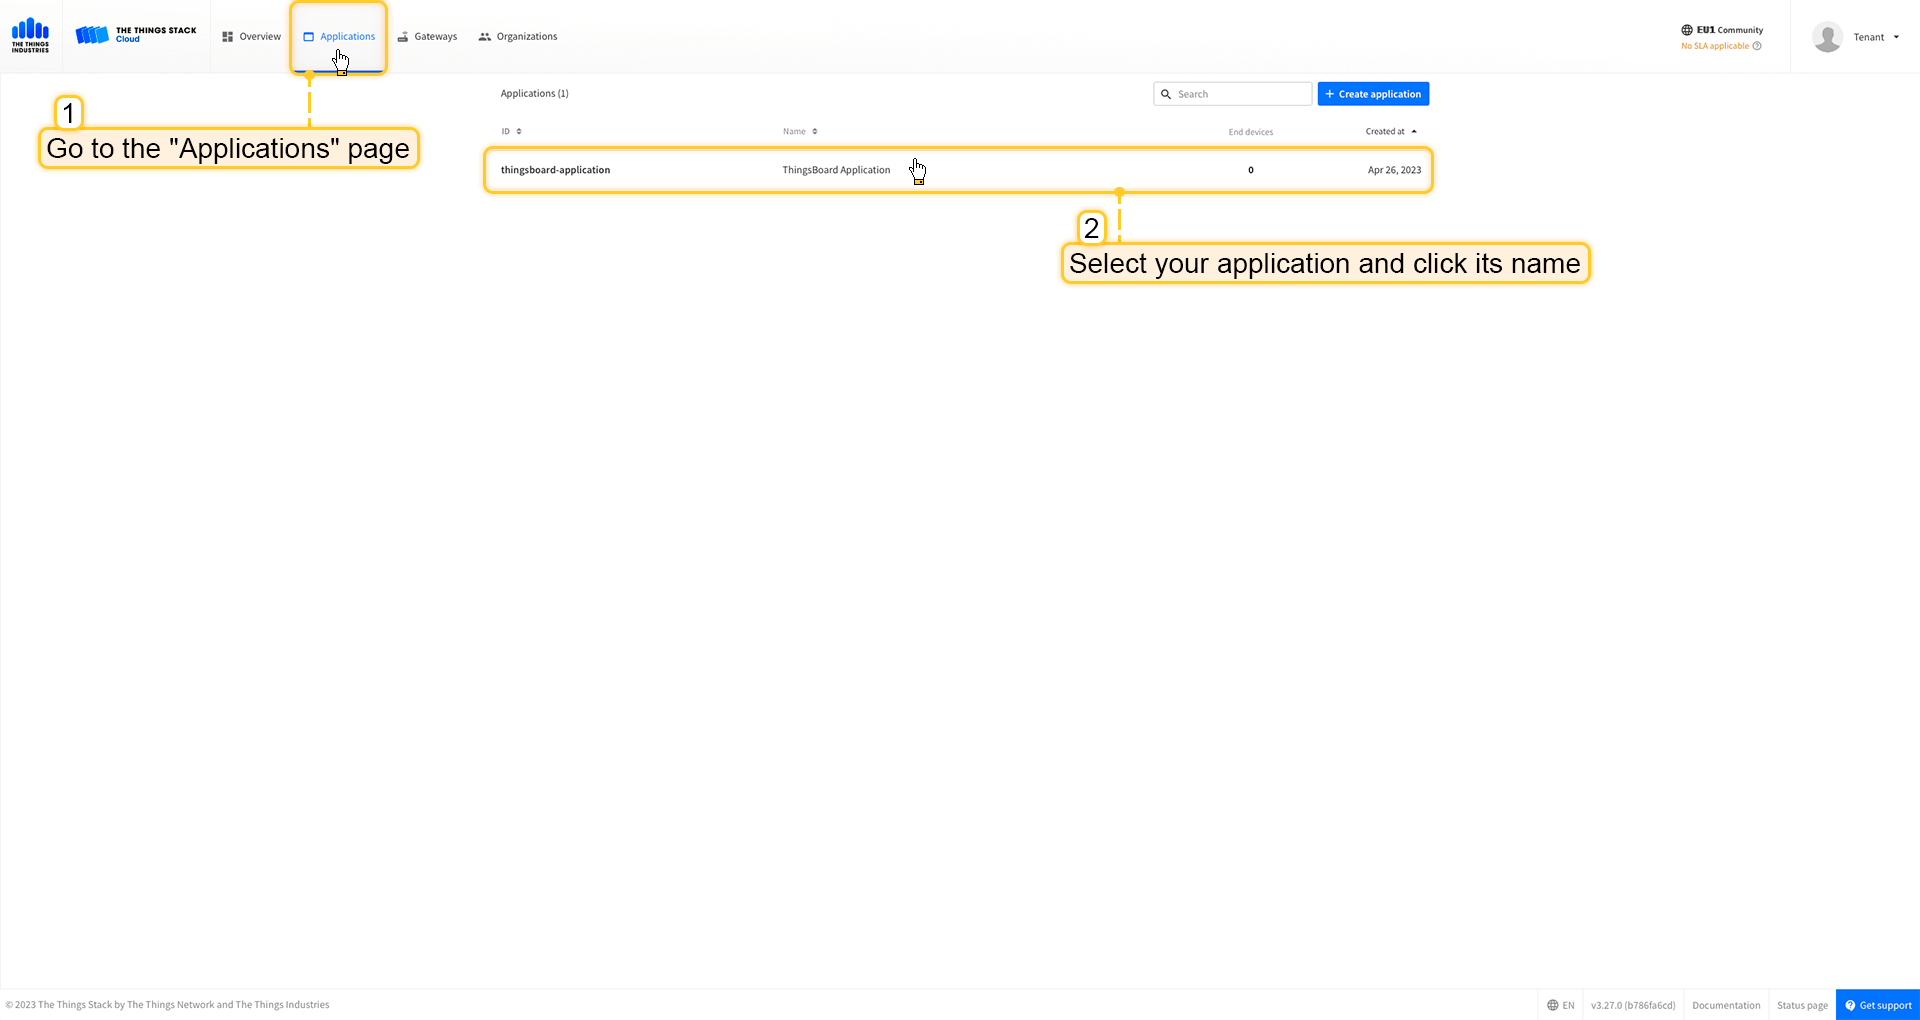 THE THINGS
INDUSTRIES
THE THINGS STACK
Cloud
Overview
Applications
Gateways
Organizations
EU1 Community
No SLA applicable
Tenant
1
Go to the "Applications" page
Applications (1)
Search
+ Create application
ID
Name
End devices
Created at
thingsboard-application
ThingsBoard Application
0
Apr 26, 2023
2
Select your application and click its name
© 2023 The Things Stack by The Things Network and The Things Industries
EN
v3.27.0 (b786fa6cd)
Documentation
Status page
Get support